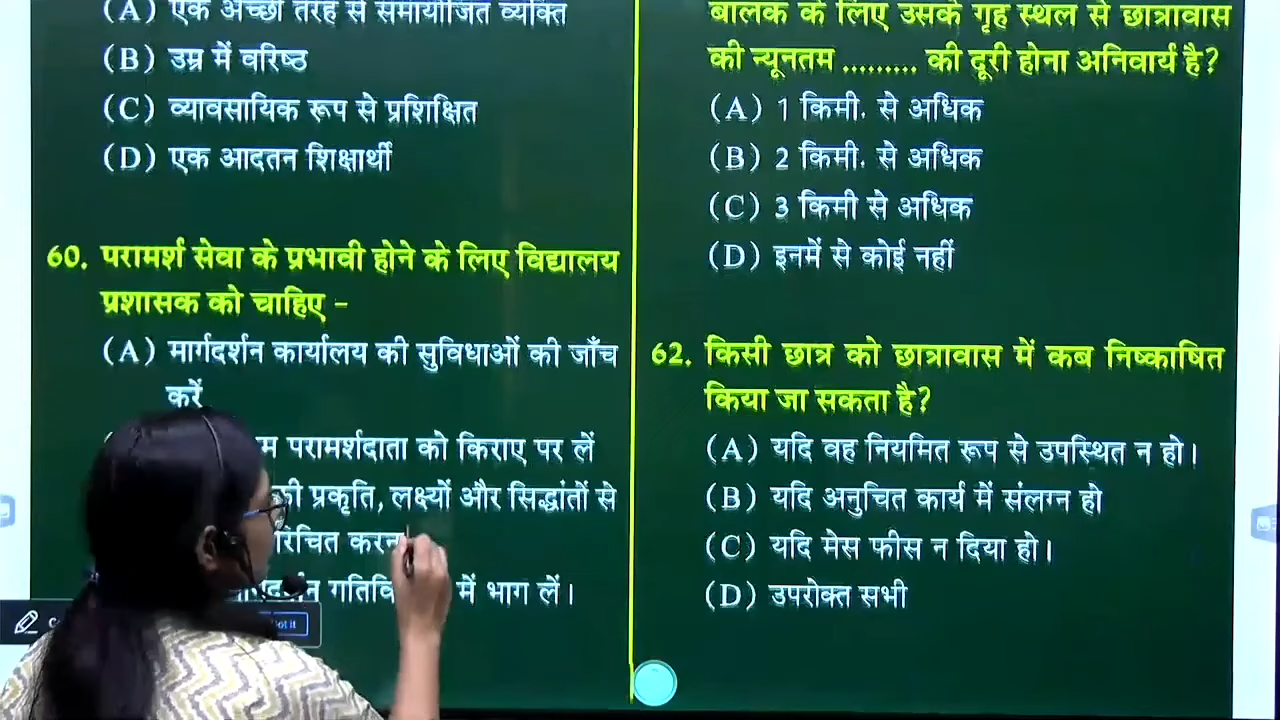 (A) एक अच्छी तरह से समायोजित व्यक्ति
(B) उम्र में वरिष्ठ
(C) व्यावसायिक रूप से प्रशिक्षित
(D) एक आदतन शिक्षार्थी
60. परामर्श सेवा के प्रभावी होने के लिए विद्यालय
प्रशासक को चाहिए -
(A) मार्गदर्शन कार्यालय की सुविधाओं की जाँच
करें
परामर्शदाता को किराए पर लें
की प्रकृति, लक्ष्यों और सिद्धांतों से
में भाग लें।
बालक के लिए उसके गृह स्थल से छात्रावास
की न्यूनतम ......... की दूरी होना अनिवार्य है?
(A) 1 किमी. से अधिक
(B) 2 किमी. से अधिक
(C) 3 किमी से अधिक
(D) इनमें से कोई नहीं
62. किसी छात्र को छात्रावास में कब निष्काषित
किया जा सकता है?
(A) यदि वह नियमित रूप से उपस्थित न हो।
(B) यदि अनुचित कार्य में संलग्न हो
(C) यदि मेस फीस न दिया हो।
(D) उपरोक्त सभी